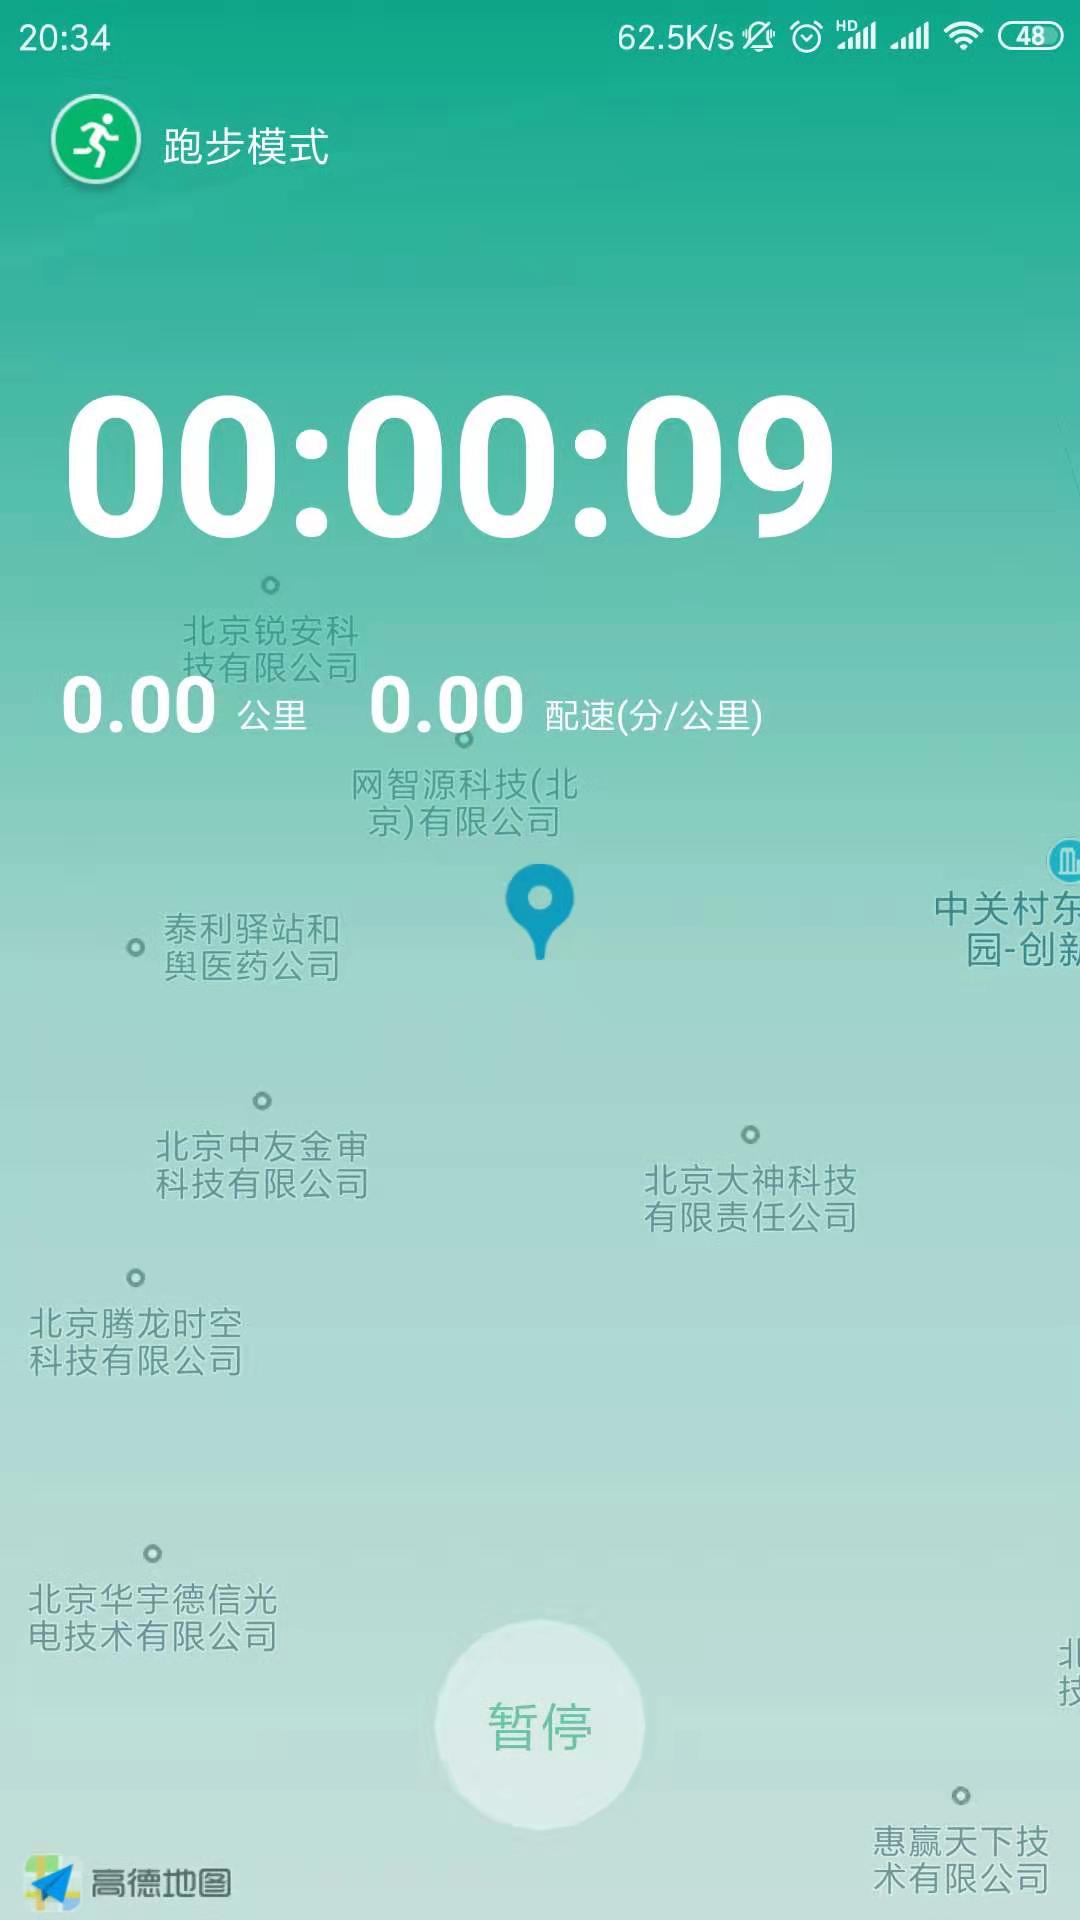 20:34
62.5K/s
HD
48
跑步模式
00:00:09
北京锐安科
技有限公司
0.00 公里
0.00 配速(分/公里)
网智源科技(北
京)有限公司
中关村东
园-创新
泰利驿站和
舆医药公司
北京中友金审
科技有限公司
北京大神科技
有限责任公司
北京腾龙时空
科技有限公司
北京华宇德信光
电技术有限公司
北
技
暂停
惠赢天下技
术有限公司
高德地图